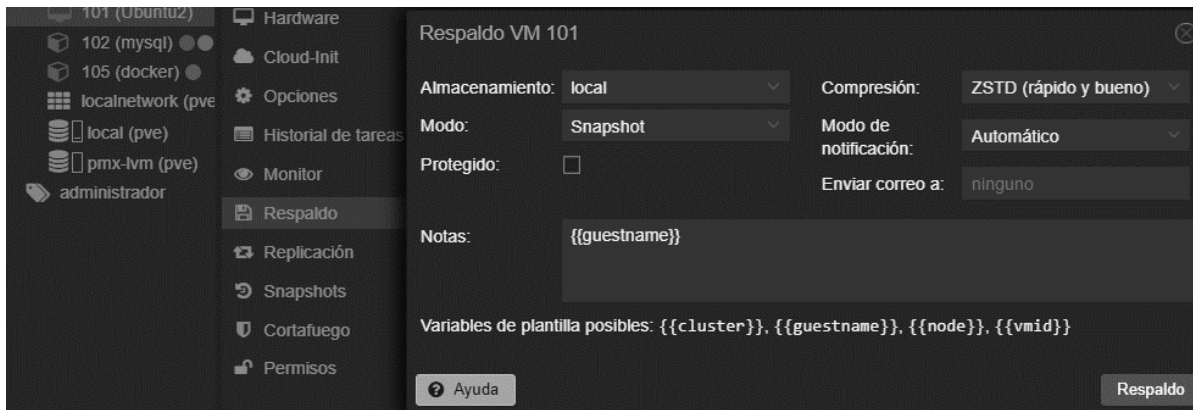 101 (Ubuntu2)
102 (mysql)
105 (docker)
localnetwork (pve
local (pve)
pmx-lvm (pve)
administrador
Hardware
Cloud-Init
Opciones
Historial de tareas
Monitor
Respaldo
Replicación
Snapshots
Cortafuego
Permisos
Respaldo VM 101
Almacenamiento: local
Modo: Snapshot
Protegido:
Compresión: ZSTD (rápido y bueno)
Modo de
notificación: Automático
Enviar correo a: ninguno
Notas: {{guestname}}
Variables de plantilla posibles: {{cluster}}, {{guestname}}, {{node}}, {{vmid}}
Ayuda
Respaldo